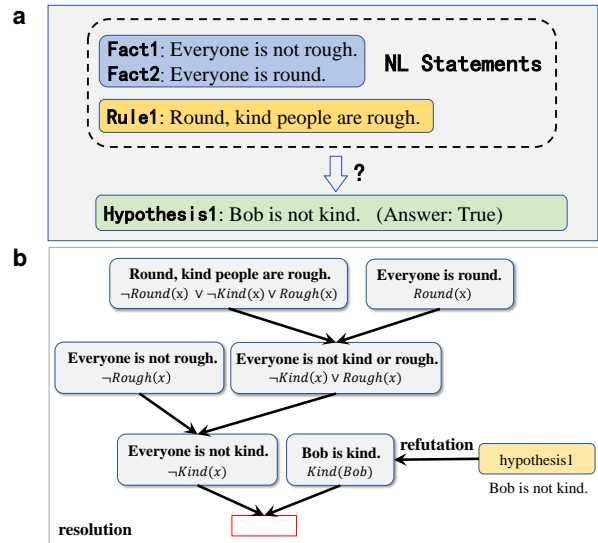 a
Fact1: Everyone is not rough.
Fact2: Everyone is round.
NL Statements
Rule1: Round, kind people are rough.
?
Hypothesis1: Bob is not kind. (Answer: True)
b
Round, kind people are rough.
¬Round(x) ∨ ¬Kind(x) ∨ Rough(x)
Everyone is round.
Round(x)
Everyone is not rough.
¬Rough(x)
Everyone is not kind or rough.
¬Kind(x) ∨ Rough(x)
Everyone is not kind.
¬Kind(x)
Bob is kind.
Kind(Bob)
refutation
hypothesis1
Bob is not kind.
resolution